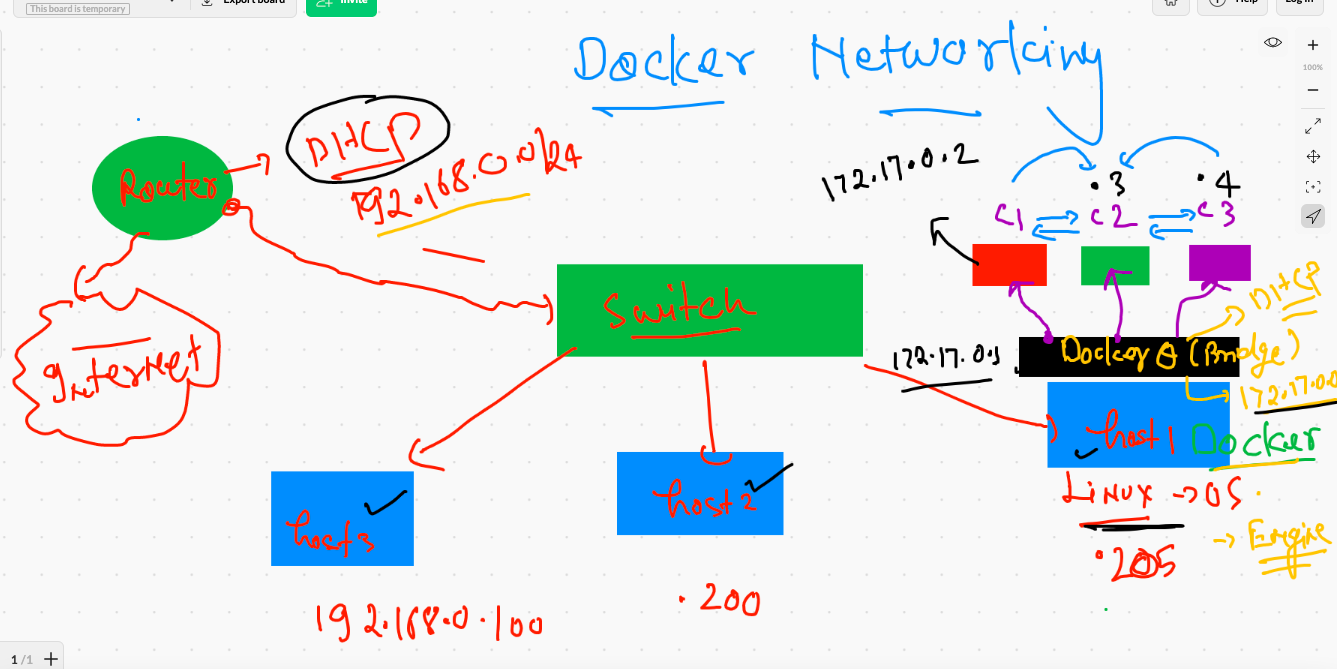 This board is temporary
Export board
Invite
Help
Log in
100%
Docker Networking
Router
DHCP
192.168.0.0/24
Internet
Switch
172.17.0.2
.3
.4
C1
C2
C3
DHCP
172.17.0.1
Docker0 (Bridge)
172.17.0.0
host1 Docker
Linux → OS
→ Engine
.205
host2
.200
host3
192.168.0.100
1 / 1